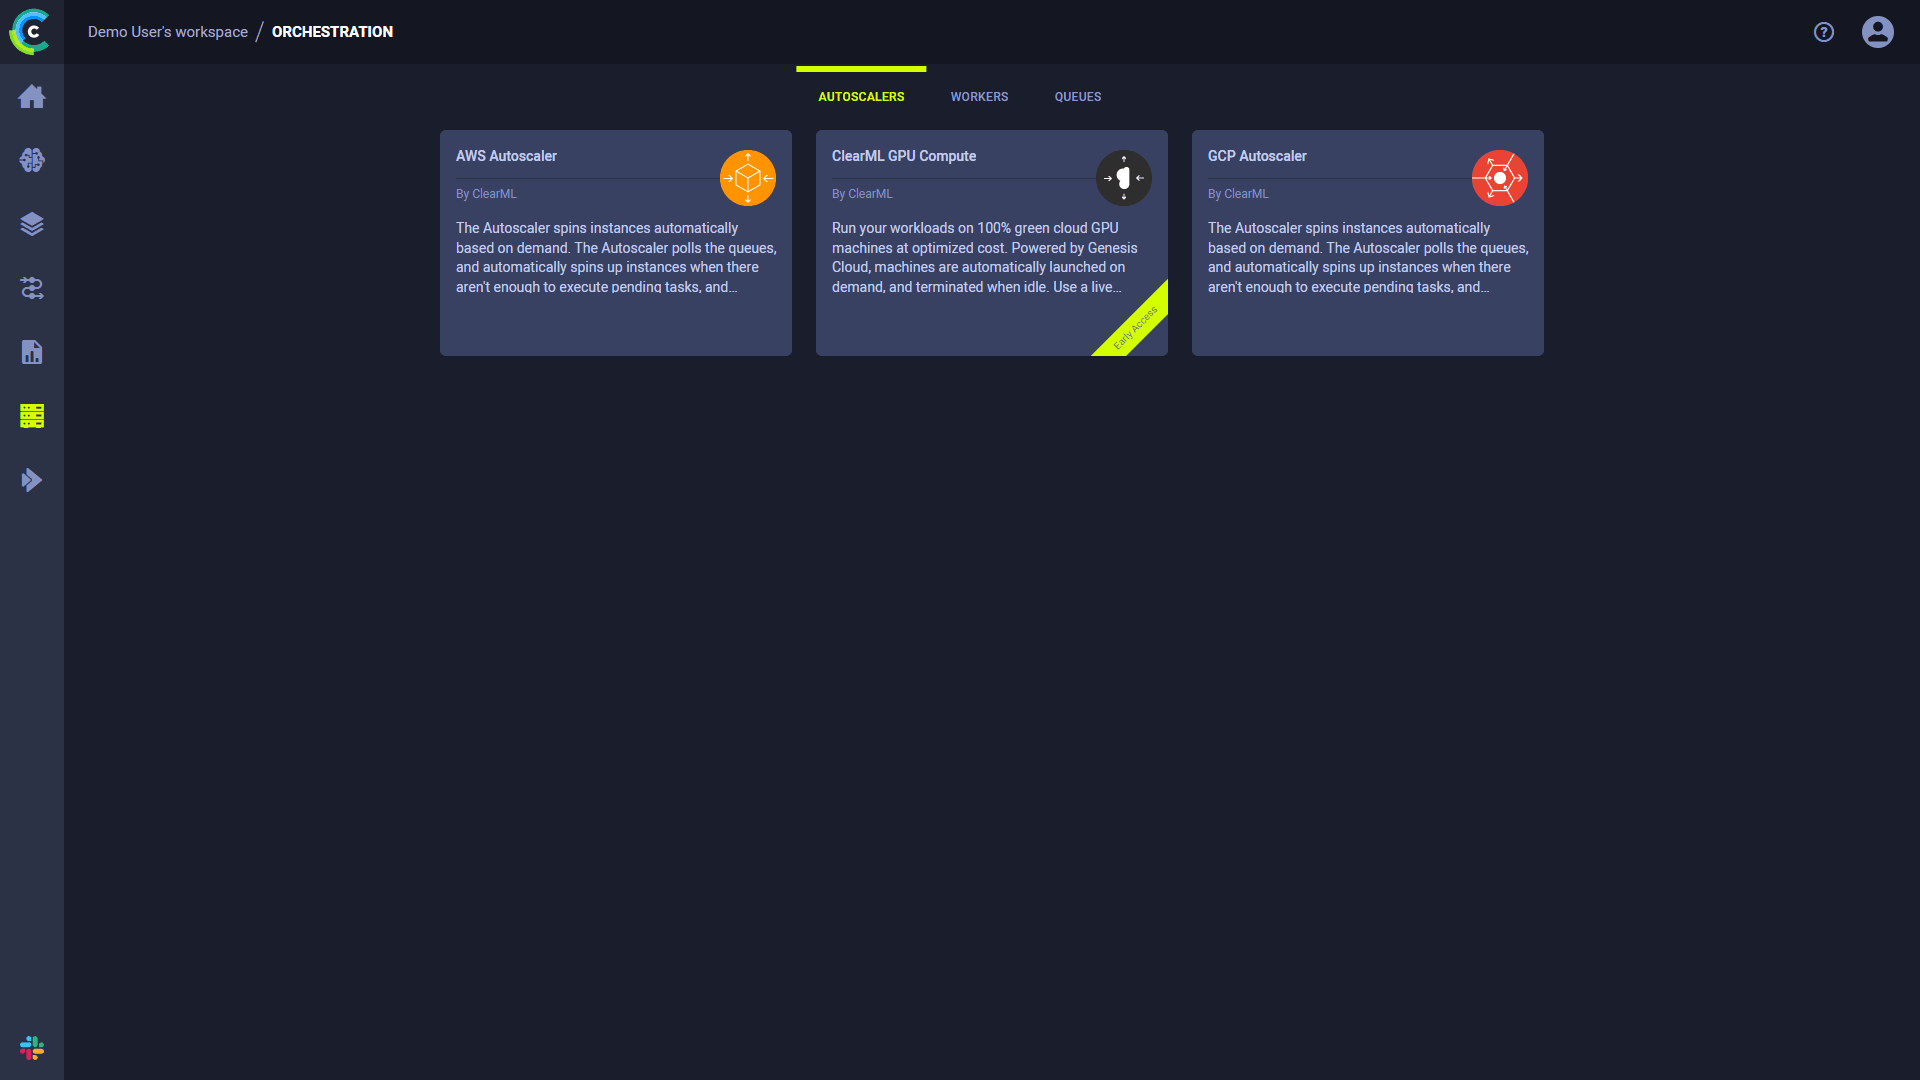 Demo User's workspace / ORCHESTRATION
AUTOSCALERS
WORKERS
QUEUES
AWS Autoscaler
By ClearML
The Autoscaler spins instances automatically
based on demand. The Autoscaler polls the queues,
and automatically spins up instances when there
aren't enough to execute pending tasks, and...
ClearML GPU Compute
By ClearML
Run your workloads on 100% green cloud GPU
machines at optimized cost. Powered by Genesis
Cloud, machines are automatically launched on
demand, and terminated when idle. Use a live...
Early Access
GCP Autoscaler
By ClearML
The Autoscaler spins instances automatically
based on demand. The Autoscaler polls the queues,
and automatically spins up instances when there
aren't enough to execute pending tasks, and...